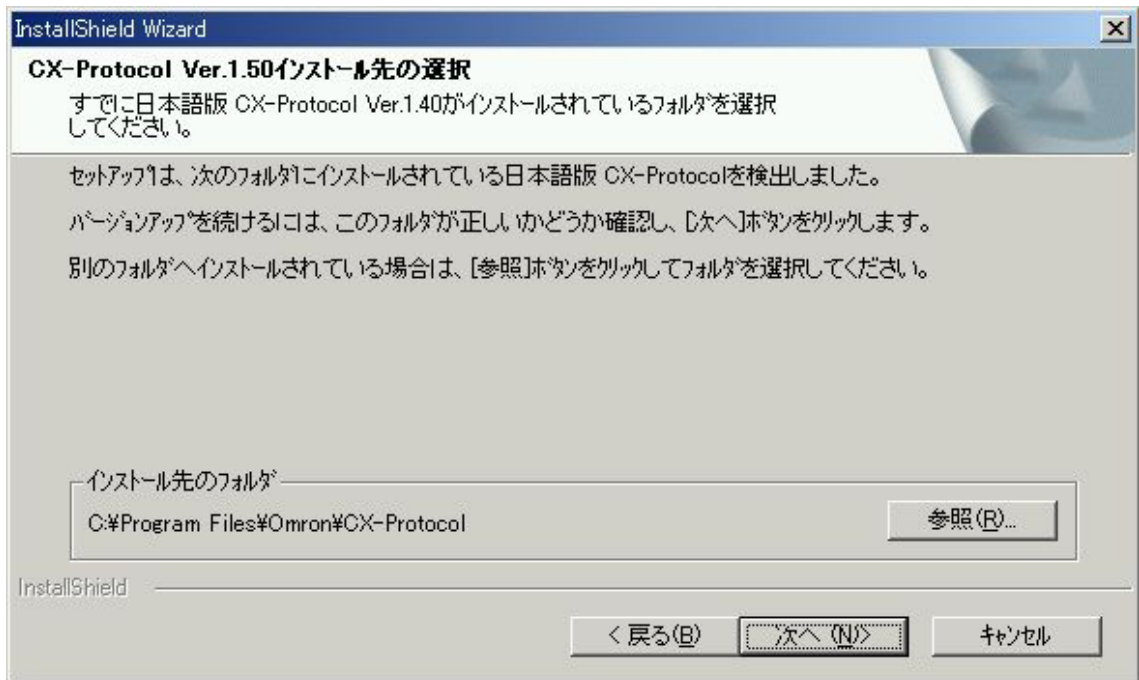 InstallShield Wizard
CX-Protocol Ver.1.50インストール先の選択
すでに日本語版 CX-Protocol Ver.1.40がインストールされているフォルダを選択
してください。
セットアップは、次のフォルダにインストールされている日本語版 CX-Protocolを検出しました。
バージョンアップを続けるには、このフォルダが正しいかどうか確認し、[次へ]ボタンをクリックします。
別のフォルダへインストールされている場合は、[参照]ボタンをクリックしてフォルダを選択してください。
インストール先のフォルダ
C:¥Program Files¥Omron¥CX-Protocol
参照(R)...
InstallShield
< 戻る(B)
次へ (N)>
キャンセル